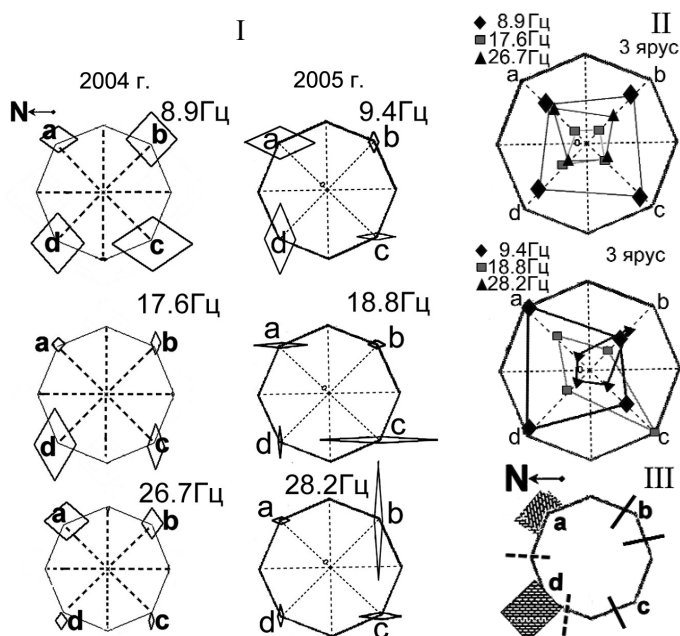 I
2004 г.
2005 г.
N
8.9Гц
a
b
d
c
9.4Гц
a
b
o
d
c
17.6Гц
a
b
d
c
18.8Гц
a
b
o
d
c
26.7Гц
a
b
d
c
28.2Гц
a
b
o
d
c
II
8.9Гц
17.6Гц
26.7Гц
3 ярус
a
b
o
d
c
9.4Гц
18.8Гц
28.2Гц
3 ярус
a
b
o
d
c
III
N
a
b
d
c